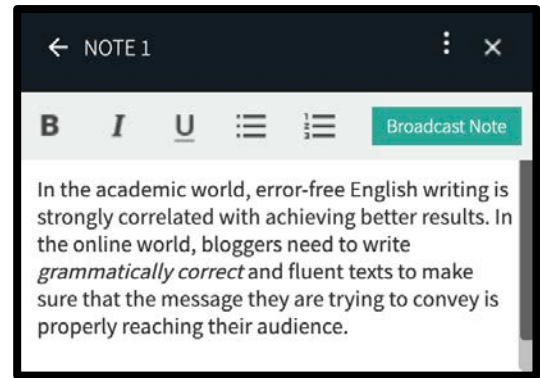 NOTE 1
B I U Broadcast Note
In the academic world, error-free English writing is
strongly correlated with achieving better results. In
the online world, bloggers need to write
grammatically correct and fluent texts to make
sure that the message they are trying to convey is
properly reaching their audience.